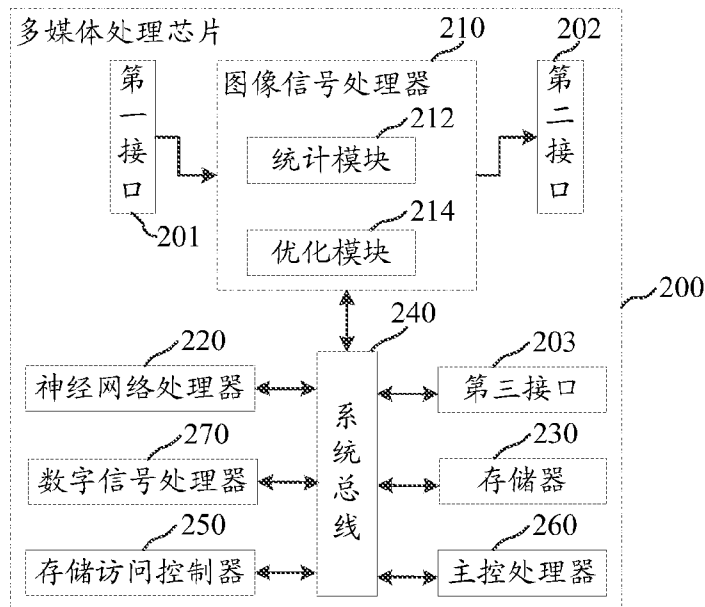 多媒体处理芯片
210
202
第一接口
201
图像信号处理器
212
统计模块
214
优化模块
第二接口
200
240
220
神经网络处理器
203
第三接口
系统总线
270
数字信号处理器
230
存储器
250
存储访问控制器
260
主控处理器